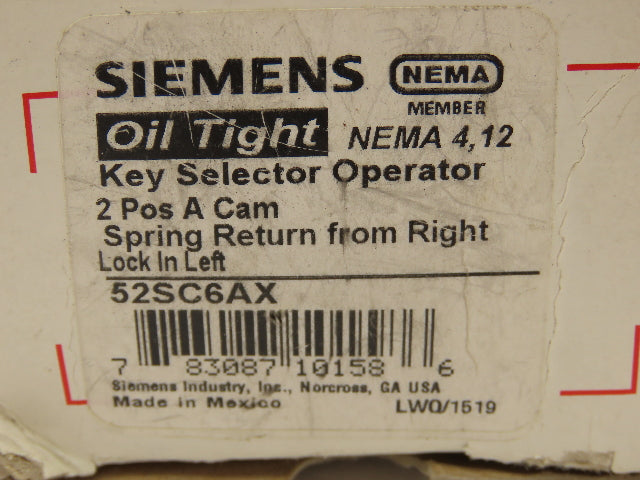 SIEMENS NEMA
MEMBER
Oil Tight NEMA 4,12
Key Selector Operator
2 Pos A Cam
Spring Return from Right
Lock In Left
52SC6AX
7 83087 10158 6
Siemens Industry, Inc., Norcross, GA USA
Made in Mexico LWO/1519